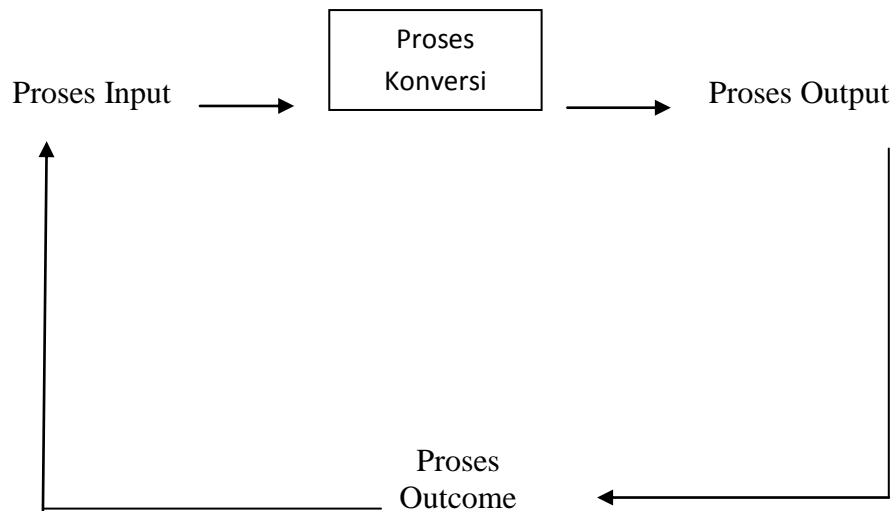 Proses
Konversi
Proses Input
Proses Output
Proses
Outcome